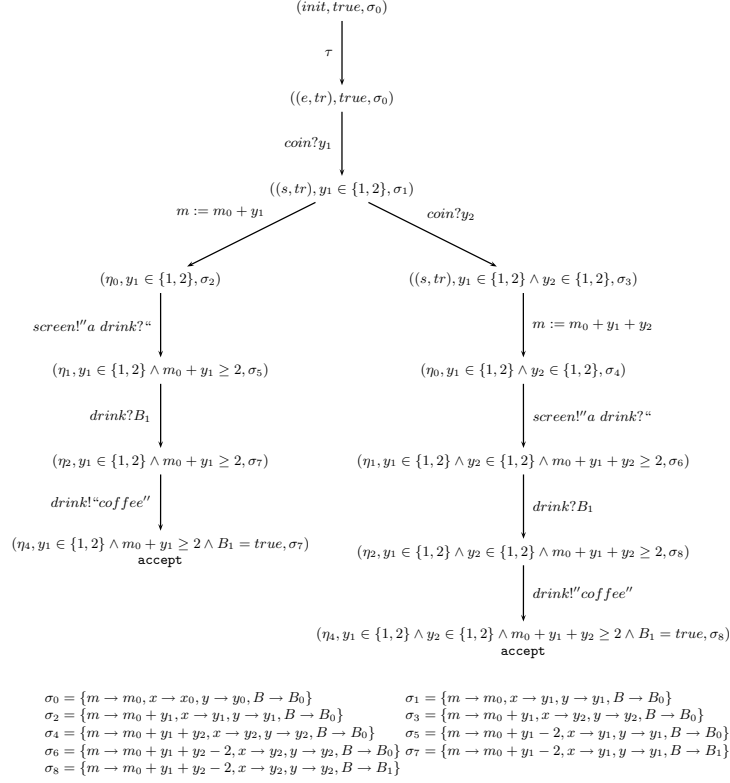 (init, true, σ₀)
τ
((e, tr), true, σ₀)
coin?y₁
((s, tr), y₁ ∈ {1, 2}, σ₁)
m := m₀ + y₁
coin?y₂
(η₀, y₁ ∈ {1, 2}, σ₂)
((s, tr), y₁ ∈ {1, 2} ∧ y₂ ∈ {1, 2}, σ₃)
screen!″a drink?“
m := m₀ + y₁ + y₂
(η₁, y₁ ∈ {1, 2} ∧ m₀ + y₁ ≥ 2, σ₅)
(η₀, y₁ ∈ {1, 2} ∧ y₂ ∈ {1, 2}, σ₄)
drink?B₁
screen!″a drink?“
(η₂, y₁ ∈ {1, 2} ∧ m₀ + y₁ ≥ 2, σ₇)
(η₁, y₁ ∈ {1, 2} ∧ y₂ ∈ {1, 2} ∧ m₀ + y₁ + y₂ ≥ 2, σ₆)
drink!“coffee″
drink?B₁
(η₄, y₁ ∈ {1, 2} ∧ m₀ + y₁ ≥ 2 ∧ B₁ = true, σ₇)
accept
(η₂, y₁ ∈ {1, 2} ∧ y₂ ∈ {1, 2} ∧ m₀ + y₁ + y₂ ≥ 2, σ₈)
drink!″coffee″
(η₄, y₁ ∈ {1, 2} ∧ y₂ ∈ {1, 2} ∧ m₀ + y₁ + y₂ ≥ 2 ∧ B₁ = true, σ₈)
accept
σ₀ = {m → m₀, x → x₀, y → y₀, B → B₀}
σ₁ = {m → m₀, x → y₁, y → y₁, B → B₀}
σ₂ = {m → m₀ + y₁, x → y₁, y → y₁, B → B₀}
σ₃ = {m → m₀ + y₁, x → y₂, y → y₂, B → B₀}
σ₄ = {m → m₀ + y₁ + y₂, x → y₂, y → y₂, B → B₀}
σ₅ = {m → m₀ + y₁ − 2, x → y₁, y → y₁, B → B₀}
σ₆ = {m → m₀ + y₁ + y₂ − 2, x → y₂, y → y₂, B → B₀}
σ₇ = {m → m₀ + y₁ − 2, x → y₁, y → y₁, B → B₁}
σ₈ = {m → m₀ + y₁ + y₂ − 2, x → y₂, y → y₂, B → B₁}